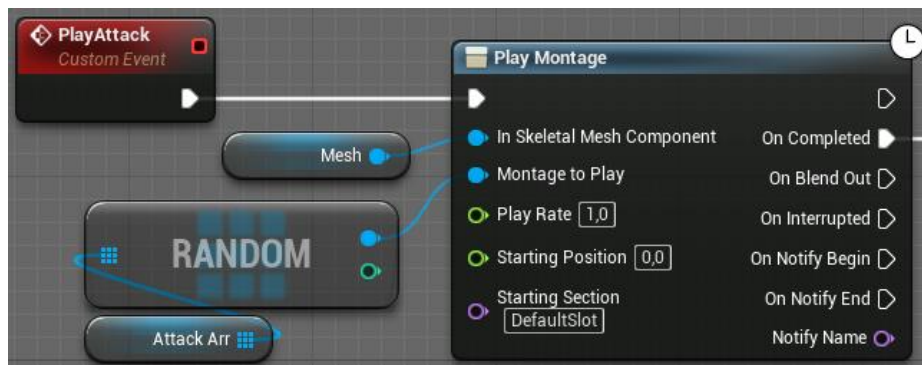 PlayAttack
Custom Event
Play Montage
In Skeletal Mesh Component
On Completed
Mesh
Montage to Play
On Blend Out
Play Rate 1,0
On Interrupted
RANDOM
Starting Position 0,0
On Notify Begin
Starting Section
DefaultSlot
On Notify End
Attack Arr
Notify Name